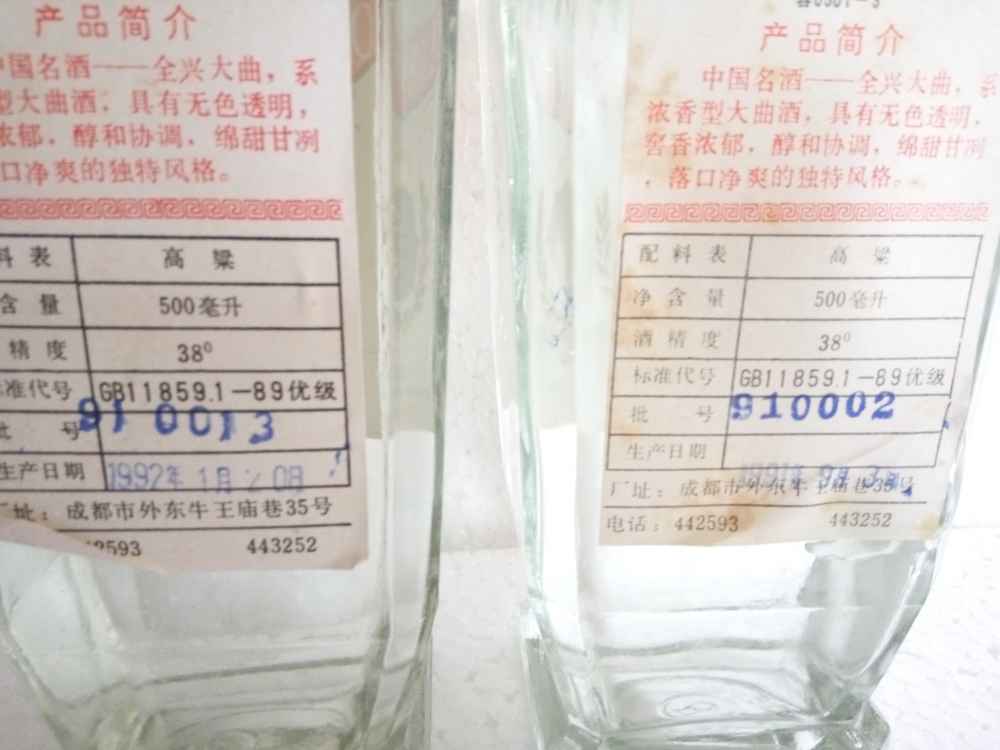 产品简介
中国名酒——全兴大曲，系
型大曲酒．具有无色透明，
浓郁．醇和协调．绵甜甘冽
口净爽的独特风格。
料表 高粱
含量 500毫升
精度 38°
准代号 GB11859.1—89优级
批号 910013
生产日期 1992年1月
厂址：成都市外东牛王庙巷35号
2593 443252
产品简介
中国名酒——全兴大曲，系
浓香型大曲酒．具有无色透明．
窖香浓郁．醇和协调．绵甜甘冽
，落口净爽的独特风格。
配料表 高粱
净含量 500毫升
酒精度 38°
标准代号 GB11859.1—89优级
批号 910002
生产日期
厂址：成都市外东牛王庙巷35号
电话：442593 443252